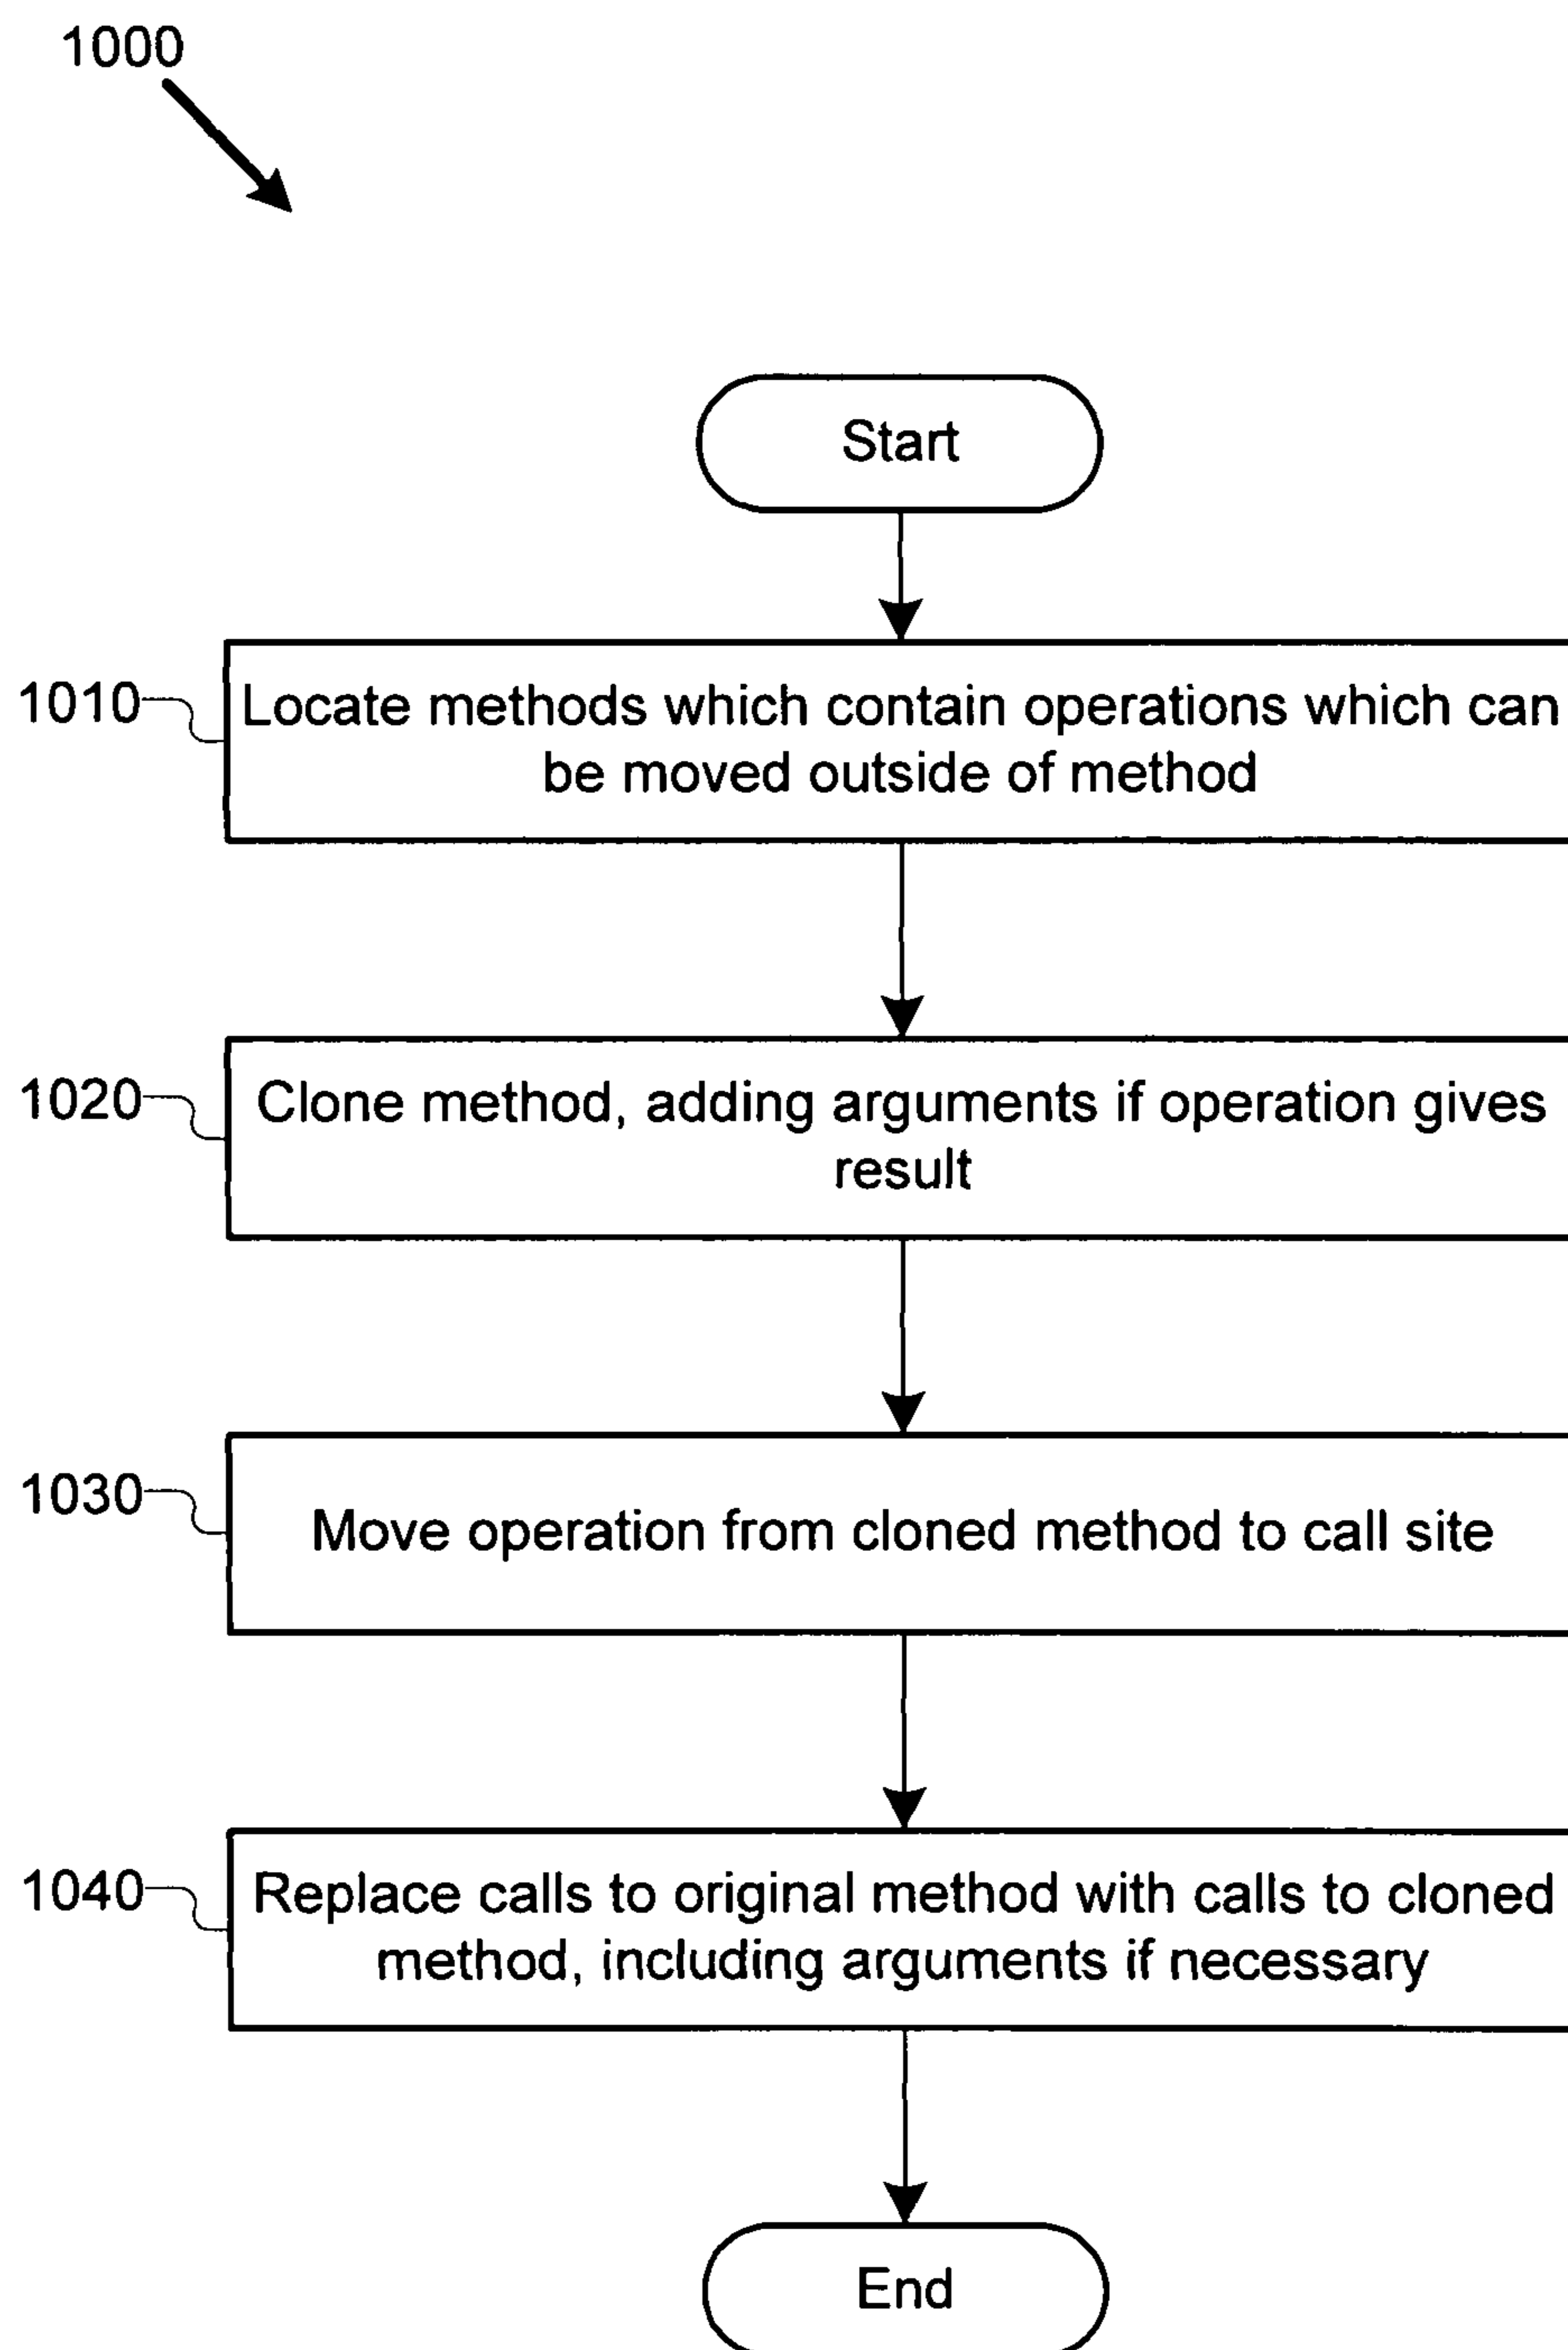 1000
Start
1010
Locate methods which contain operations which can
be moved outside of method
1020
Clone method, adding arguments if operation gives
result
1030
Move operation from cloned method to call site
1040
Replace calls to original method with calls to cloned
method, including arguments if necessary
End